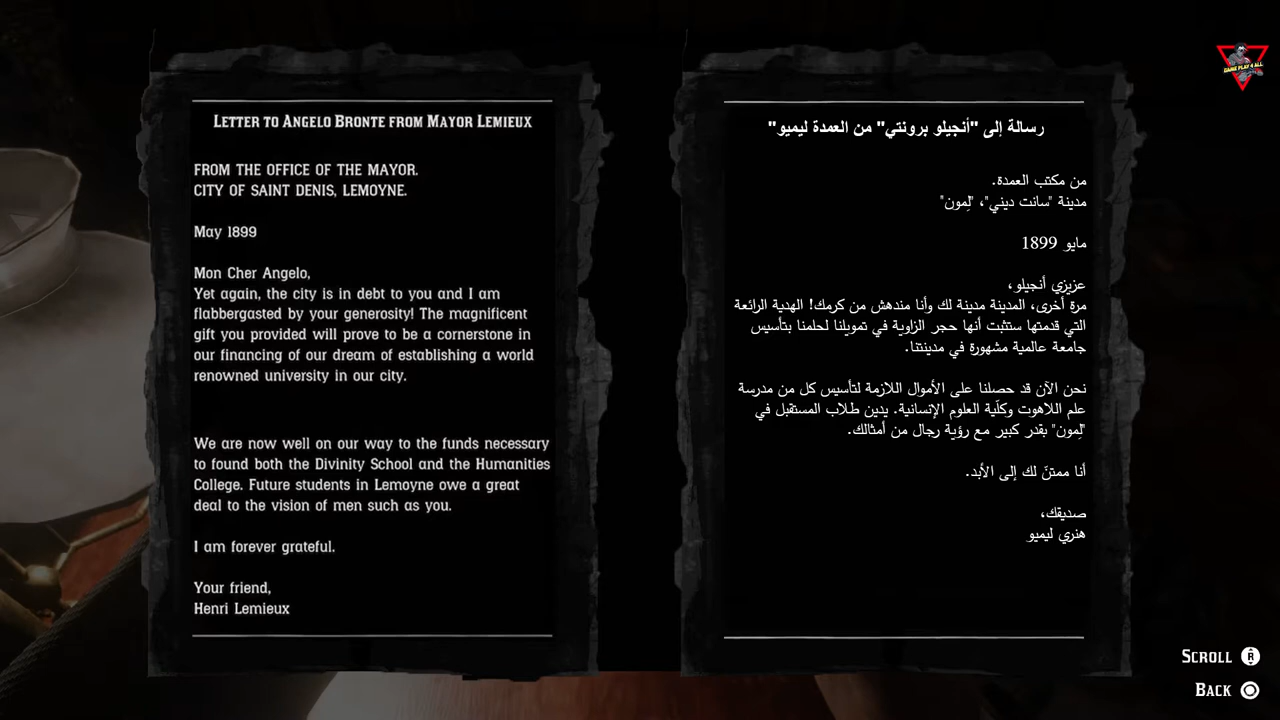 Letter to Angelo Bronte from Mayor Lemieux
FROM THE OFFICE OF THE MAYOR.
CITY OF SAINT DENIS, LEMOYNE.
May 1899
Mon Cher Angelo,
Yet again, the city is in debt to you and I am
flabbergasted by your generosity! The magnificent
gift you provided will prove to be a cornerstone in
our financing of our dream of establishing a world
renowned university in our city.
We are now well on our way to the funds necessary
to found both the Divinity School and the Humanities
College. Future students in Lemoyne owe a great
deal to the vision of men such as you.
I am forever grateful.
Your friend,
Henri Lemieux
رسالة إلى "أنجيلو برونتي" من العمدة ليميو"
من مكتب العمدة.
مدينة "سانت ديني"، "لِمون"
مايو 1899
عزيزي أنجيلو،
مرة أخرى، المدينة مدينة لك وأنا مندهش من كرمك! الهدية الرائعة
التي قدمتها ستثبت أنها حجر الزاوية في تمويلنا لحلمنا بتأسيس
جامعة عالمية مشهورة في مدينتنا.
نحن الآن قد حصلنا على الأموال اللازمة لتأسيس كل من مدرسة
علم اللاهوت وكلّية العلوم الإنسانية. يدين طلاب المستقبل في
"لِمون" بقدر كبير مع رؤية رجال من أمثالك.
أنا ممتنّ لك إلى الأبد.
صديقك،
هنري ليميو
GAME PLAY 4 ALL
Scroll R
Back